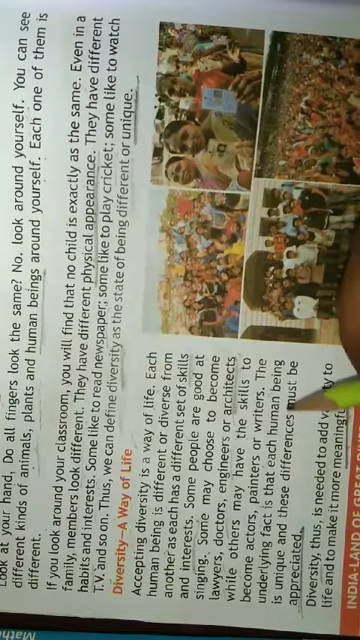 Look at your hand. Do all fingers look the same? No. look around yourself. You can see
different kinds of animals, plants and human beings around yourself. Each one of them is
different.
If you look around your classroom, you will find that no child is exactly as the same. Even in a
family, members look different. They have different physical appearance. They have different
habits and interests. Some like to read newspaper; some like to play cricket; some like to watch
T.V. and so on. Thus, we can define diversity as the state of being different or unique.
Diversity—A Way of Life
Accepting diversity is a way of life. Each
human being is different or diverse from
another as each has a different set of skills
and interests. Some people are good at
singing. Some may choose to become
lawyers, doctors, engineers or architects
while others may have the skills to
become actors, painters or writers. The
underlying fact is that each human being
is unique and these differences must be
appreciated.
Diversity, thus, is needed to add to
life and to make it more meaningful
INDIA-LAND OF